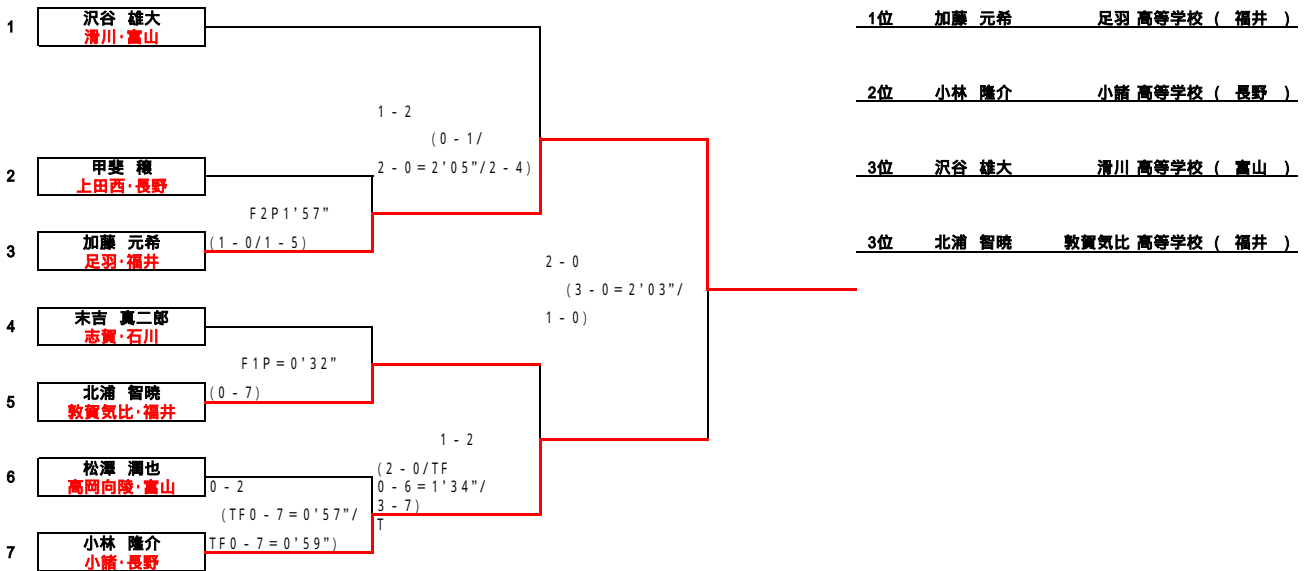 1
沢谷 雄大
滑川・富山
2
甲斐 穣
上田西・長野
3
加藤 元希
足羽・福井
4
末吉 真二郎
志賀・石川
5
北浦 智暁
敦賀気比・福井
6
松澤 潤也
高岡向陵・富山
7
小林 隆介
小諸・長野
F2P1'57"
(1-0/1-5)
F1P=0'32"
(0-7)
0-2
(TF0-7=0'57"/
TF0-7=0'59")
1-2
(0-1/
2-0=2'05"/2-4)
1-2
(2-0/TF
0-6=1'34"/
3-7)
T
2-0
(3-0=2'03"/
1-0)
1位 加藤 元希 足羽 高等学校 ( 福井 )
2位 小林 隆介 小諸 高等学校 ( 長野 )
3位 沢谷 雄大 滑川 高等学校 ( 富山 )
3位 北浦 智暁 敦賀気比 高等学校 ( 福井 )